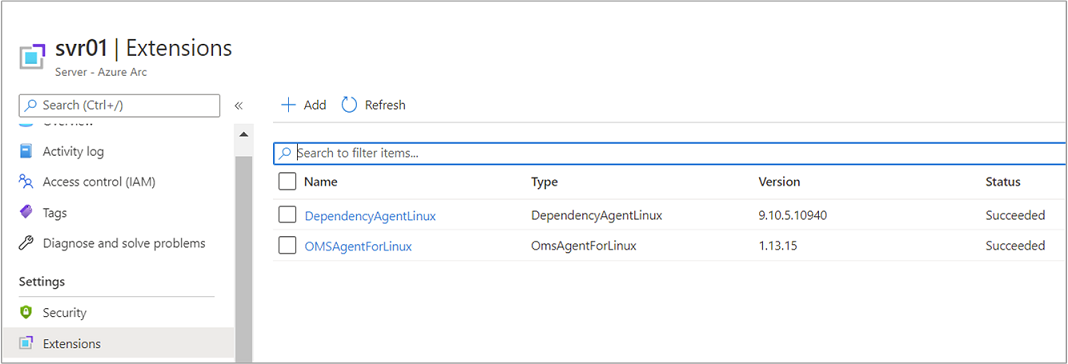 svr01 | Extensions
Server - Azure Arc
Search (Ctrl+/)
«
Overview
Activity log
Access control (IAM)
Tags
Diagnose and solve problems
Settings
Security
Extensions
+ Add Refresh
Search to filter items...
Name Type Version Status
DependencyAgentLinux DependencyAgentLinux 9.10.5.10940 Succeeded
OMSAgentForLinux OmsAgentForLinux 1.13.15 Succeeded